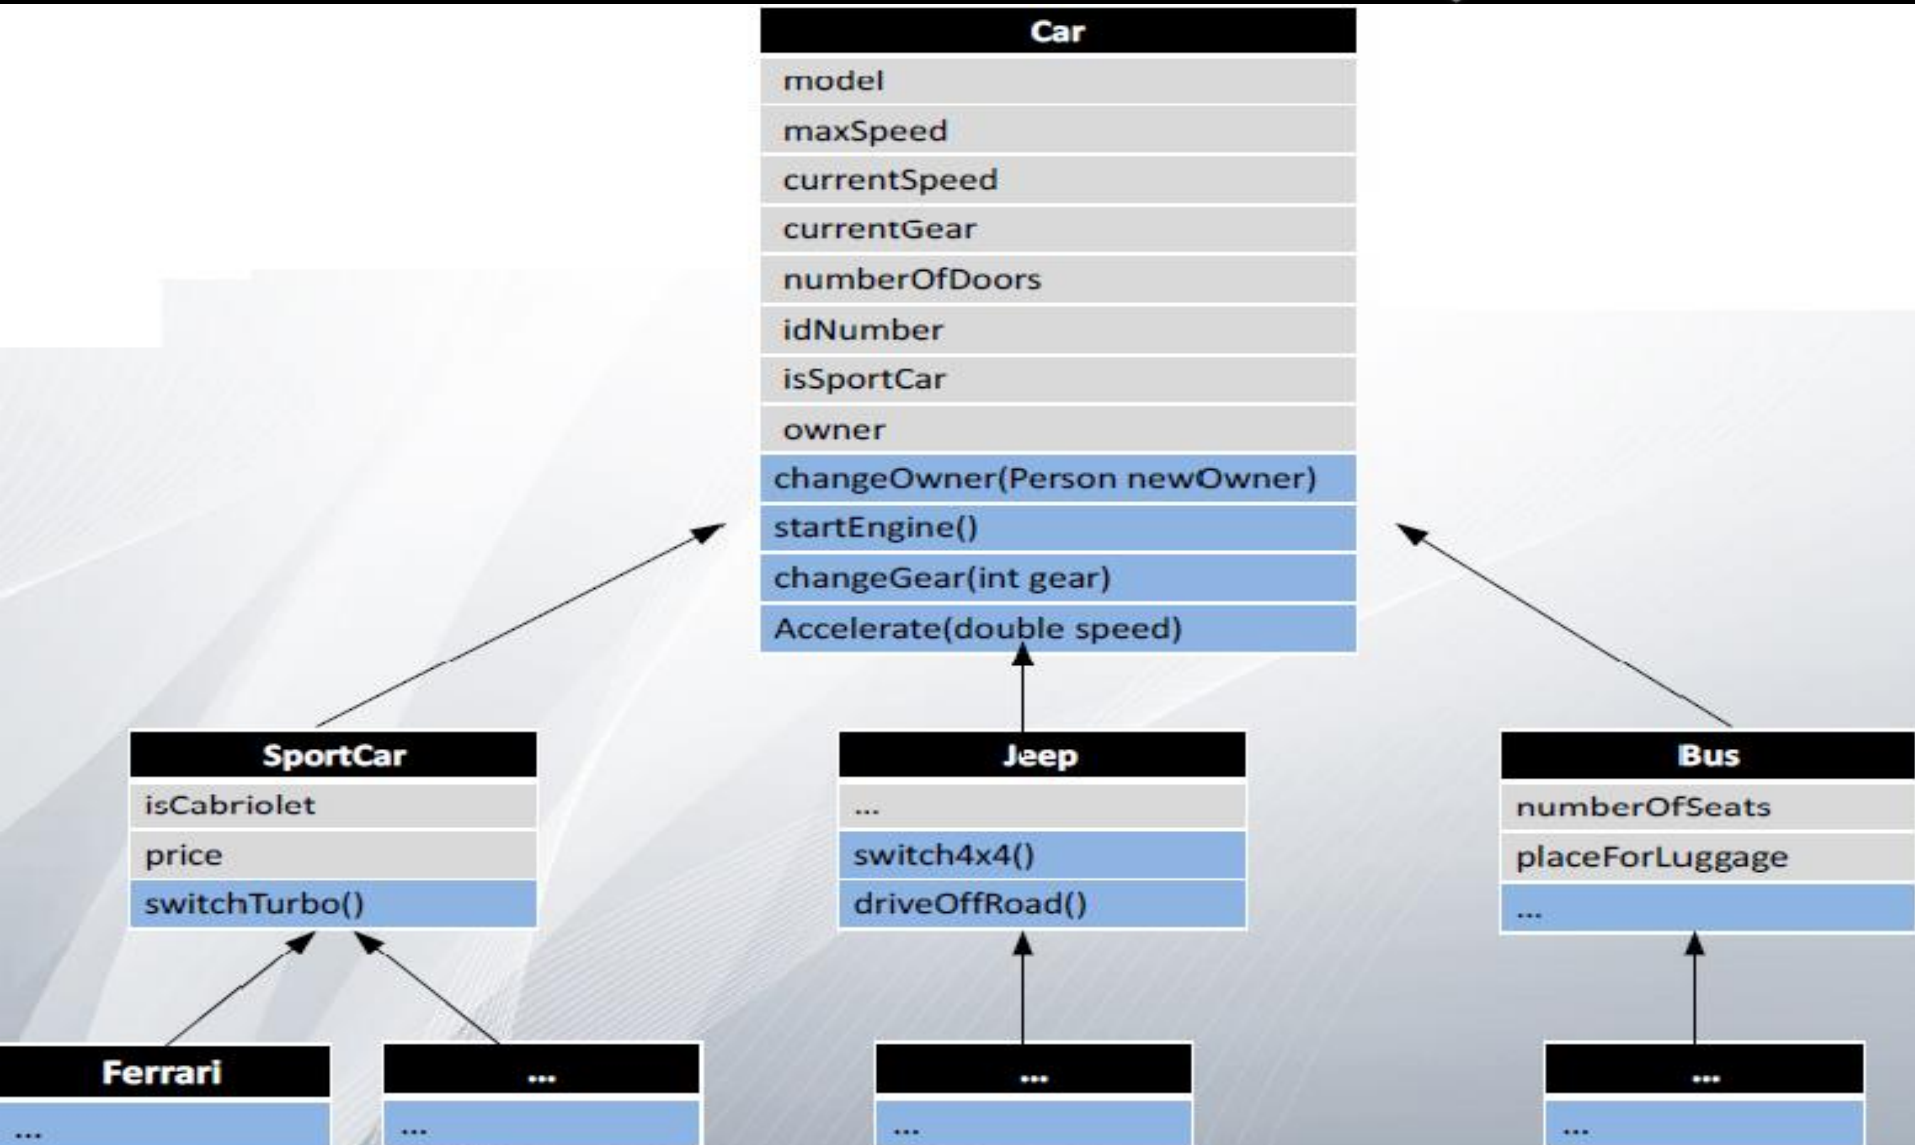 Car
model
maxSpeed
currentSpeed
currentGear
numberOfDoors
idNumber
isSportCar
owner
changeOwner(Person newOwner)
startEngine()
changeGear(int gear)
Accelerate(double speed)
SportCar
isCabriolet
price
switchTurbo()
Jeep
...
switch4x4()
driveOffRoad()
Bus
numberOfSeats
placeForLuggage
...
Ferrari
...
...
...
...
...
...
...